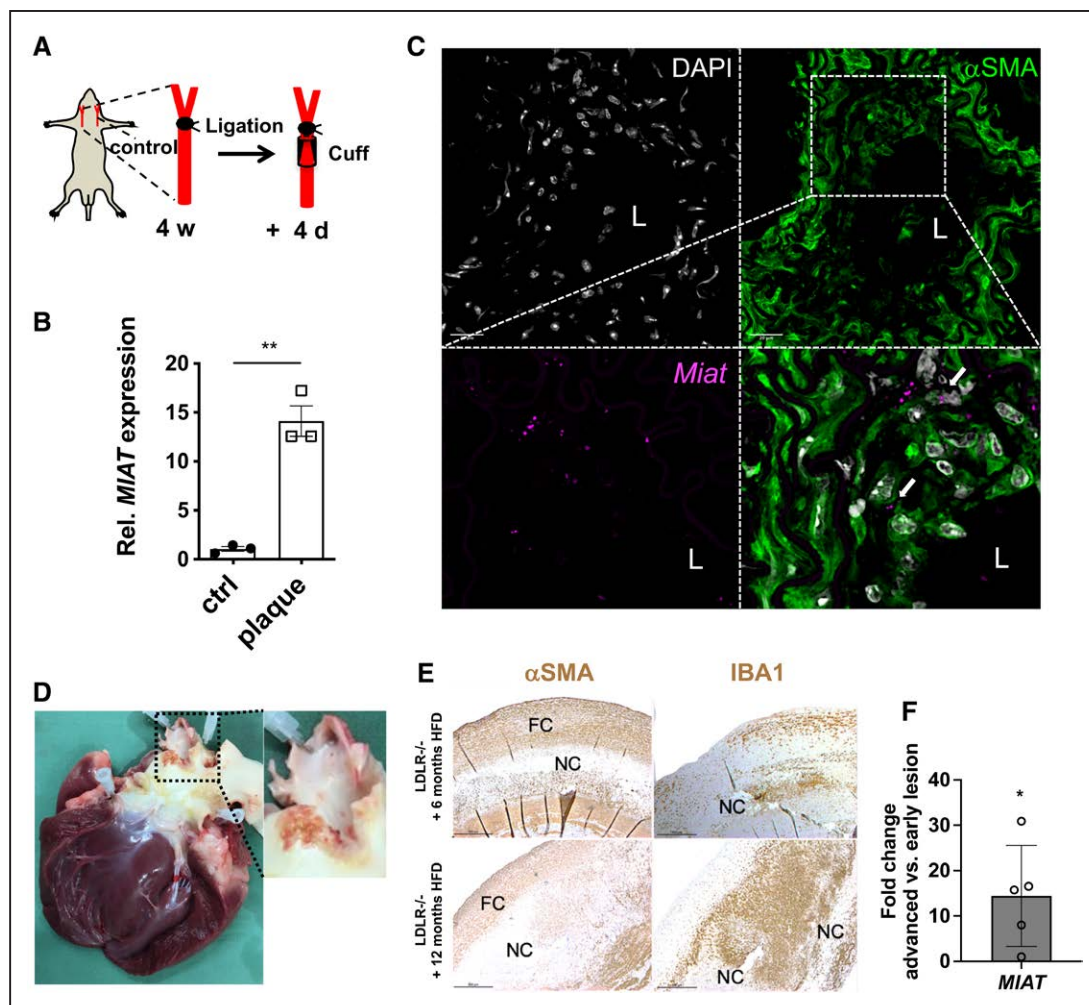 A
control
Ligation
Cuff
4 w
+ 4 d
B
Rel. MIAT expression
20
15
10
5
0
**
ctrl
plaque
C
DAPI
αSMA
L
L
Miat
L
L
D
E
αSMA
IBA1
LDLR-/-
+ 6 months HFD
FC
NC
NC
LDLR-/-
+ 12 months HFD
FC
NC
NC
NC
F
Fold change
advanced vs. early lesion
40
30
20
10
0
*
MIAT